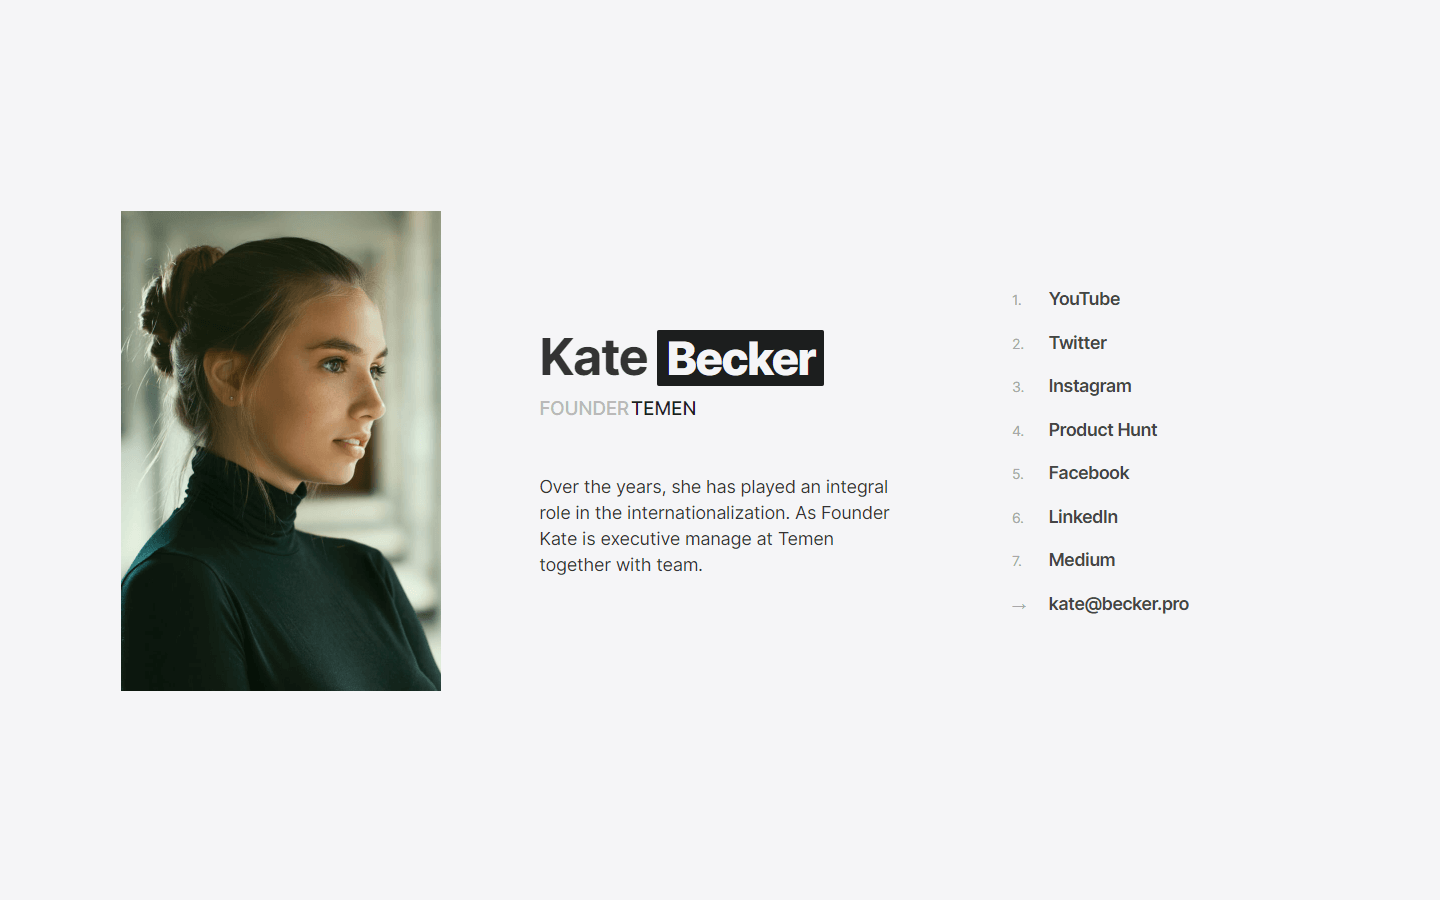 Kate Becker
FOUNDER TEMEN
Over the years, she has played an integral
role in the internationalization. As Founder
Kate is executive manage at Temen
together with team.
1. YouTube
2. Twitter
3. Instagram
4. Product Hunt
5. Facebook
6. LinkedIn
7. Medium
→ kate@becker.pro